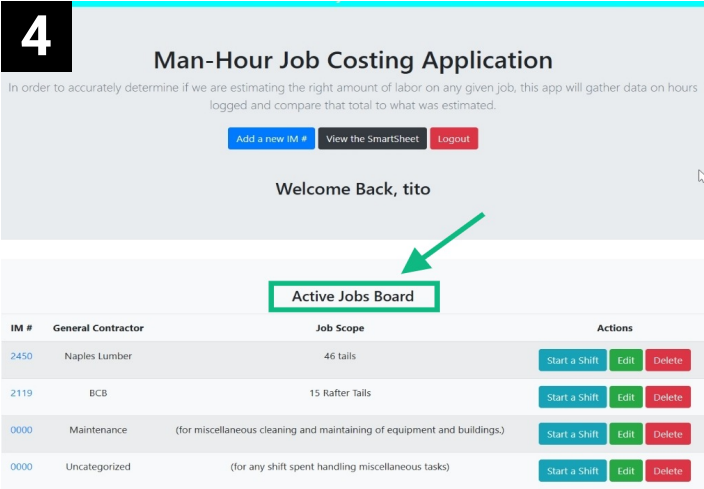 4
Man-Hour Job Costing Application
In order to accurately determine if we are estimating the right amount of labor on any given job, this app will gather data on hours
logged and compare that total to what was estimated.
Add a new IM # View the SmartSheet Logout
Welcome Back, tito
Active Jobs Board
IM # General Contractor Job Scope Actions
2450 Naples Lumber 46 tails Start a Shift Edit Delete
2119 BCB 15 Rafter Tails Start a Shift Edit Delete
0000 Maintenance (for miscellaneous cleaning and maintaining of equipment and buildings.) Start a Shift Edit Delete
0000 Uncategorized (for any shift spent handling miscellaneous tasks) Start a Shift Edit Delete